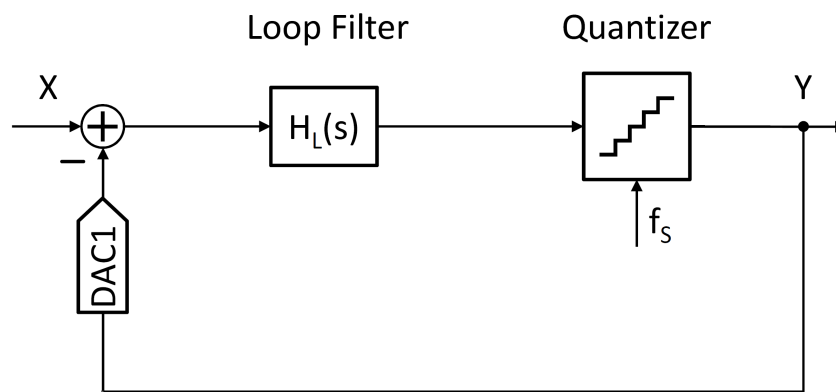 Loop Filter
Quantizer
X
Y
H_L(s)
f_S
DAC1